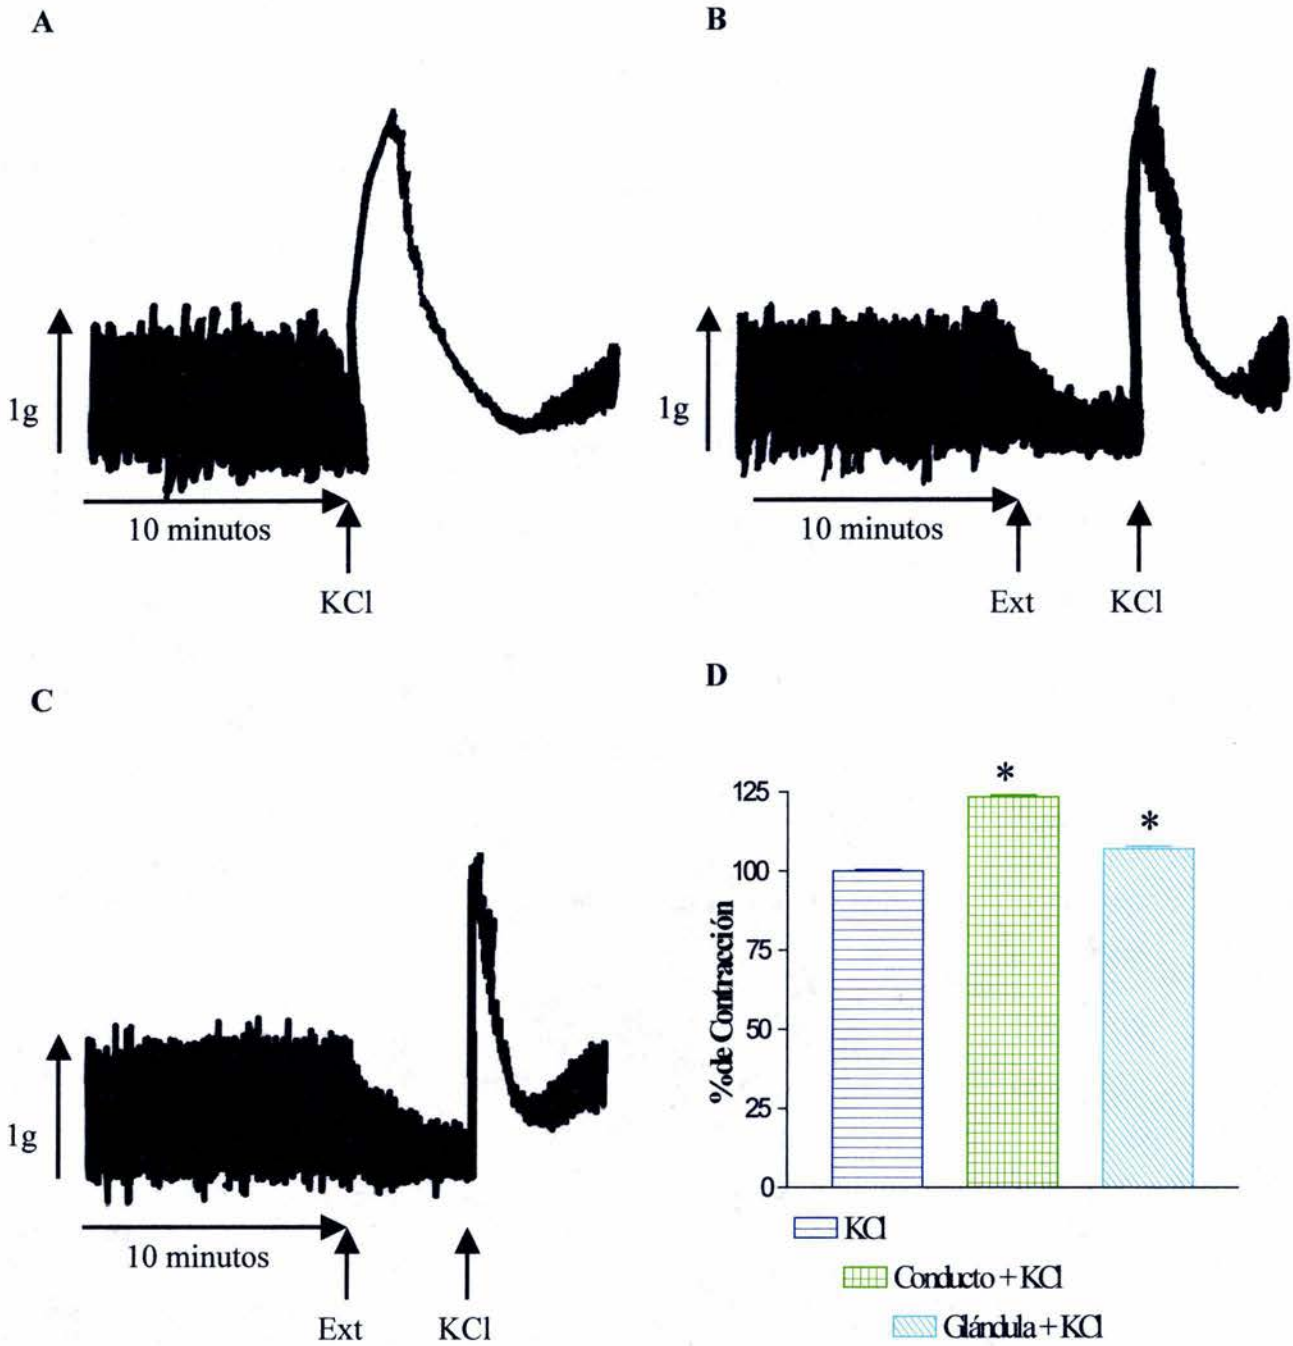 A
1g
10 minutos
KCl
B
1g
10 minutos
Ext
KCl
C
1g
10 minutos
Ext
KCl
D
*
*
125
100
75
50
25
0
% de Contracción
KCl
Conducto + KCl
Glándula + KCl